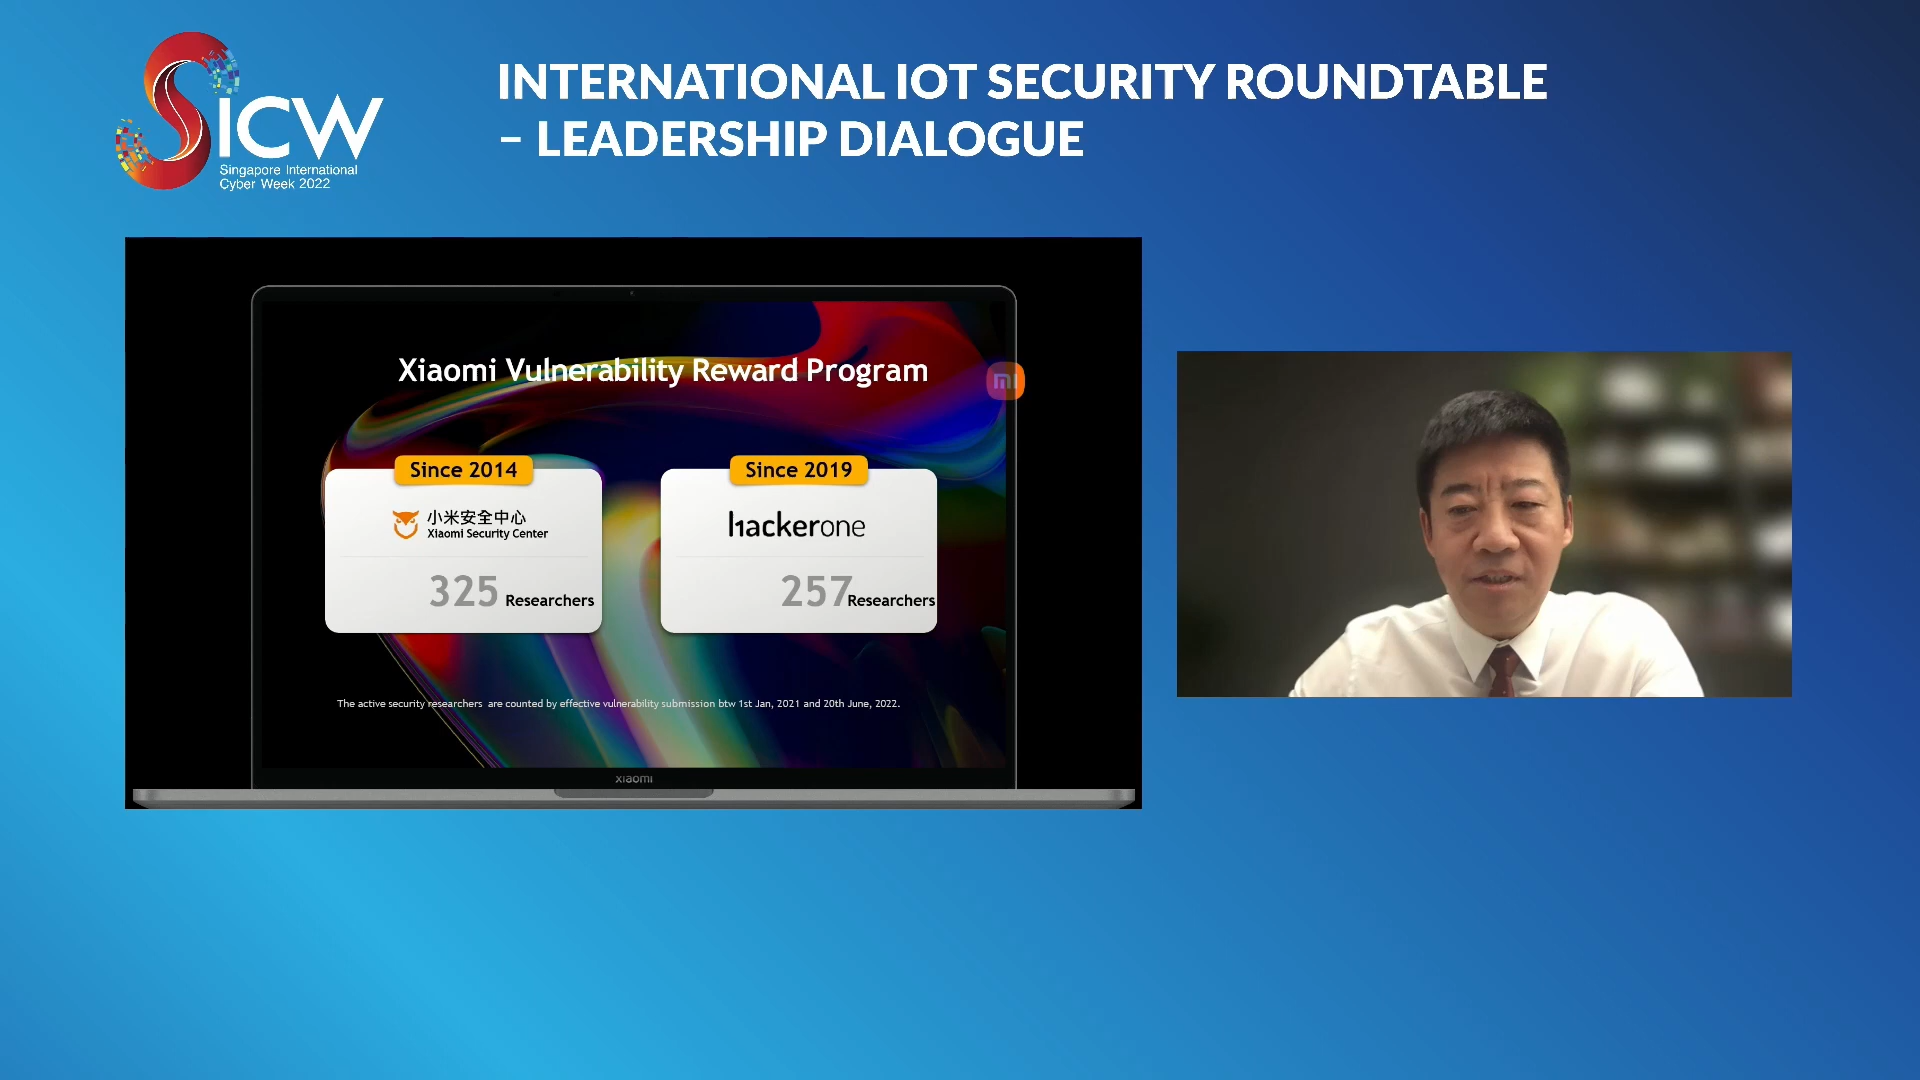 SICW
Singapore International
Cyber Week 2022
INTERNATIONAL IOT SECURITY ROUNDTABLE
– LEADERSHIP DIALOGUE
Xiaomi Vulnerability Reward Program
mi
Since 2014
小米安全中心
Xiaomi Security Center
325 Researchers
Since 2019
hackerone
257 Researchers
The active security researchers are counted by effective vulnerability submission btw 1st Jan, 2021 and 20th June, 2022.
xiaomi